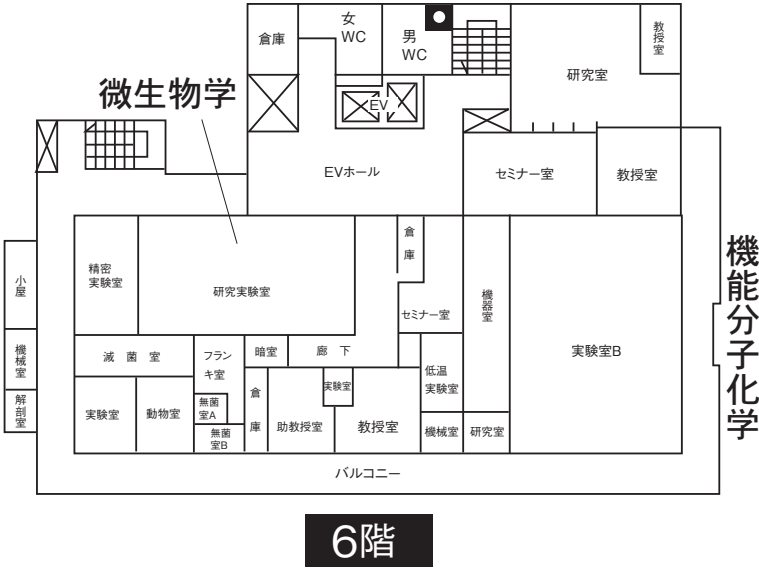 倉庫
女
WC
男
WC
教授室
研究室
微生物学
EV
EVホール
セミナー室
教授室
小屋
機械室
解剖室
精密
実験室
研究実験室
倉
庫
セミナー室
機器室
実験室B
機能分子化学
滅菌室
フラン
キ室
暗室
廊下
低温
実験室
実験室
動物室
無菌
室A
無菌
室B
倉
庫
助教授室
実験室
教授室
機械室
研究室
バルコニー
6階